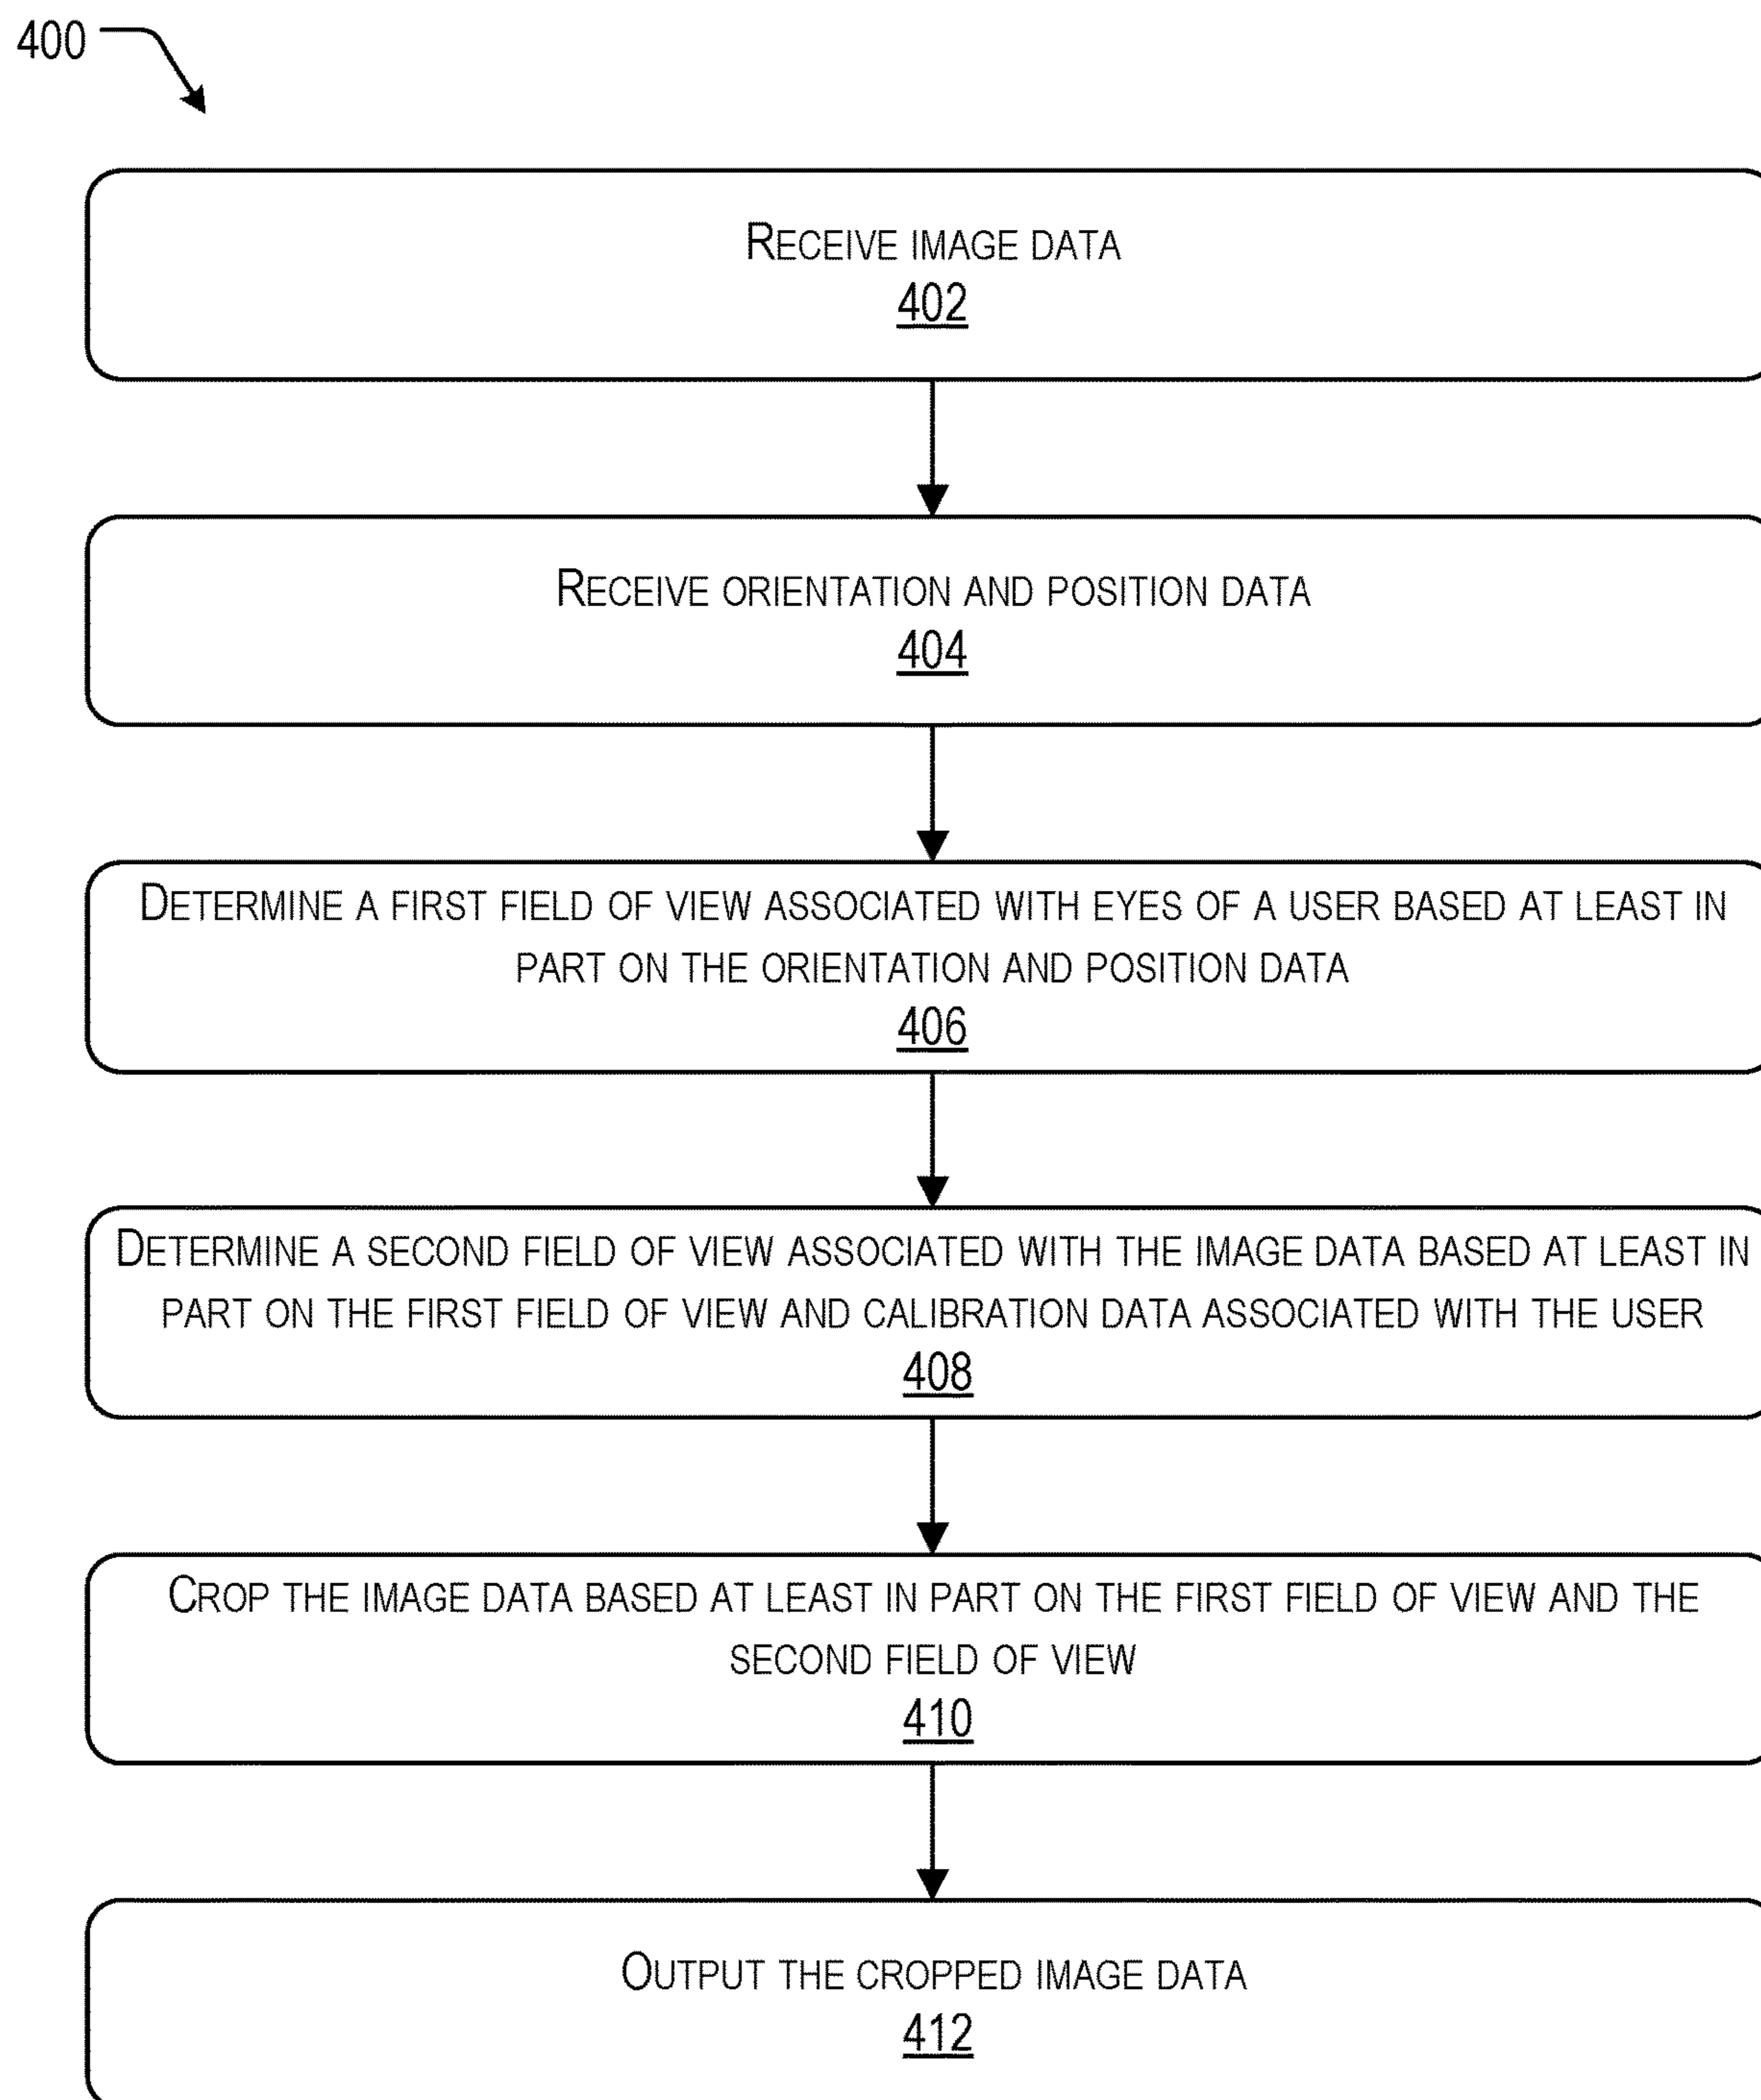 400
RECEIVE IMAGE DATA
402
RECEIVE ORIENTATION AND POSITION DATA
404
DETERMINE A FIRST FIELD OF VIEW ASSOCIATED WITH EYES OF A USER BASED AT LEAST IN
PART ON THE ORIENTATION AND POSITION DATA
406
DETERMINE A SECOND FIELD OF VIEW ASSOCIATED WITH THE IMAGE DATA BASED AT LEAST IN
PART ON THE FIRST FIELD OF VIEW AND CALIBRATION DATA ASSOCIATED WITH THE USER
408
CROP THE IMAGE DATA BASED AT LEAST IN PART ON THE FIRST FIELD OF VIEW AND THE
SECOND FIELD OF VIEW
410
OUTPUT THE CROPPED IMAGE DATA
412